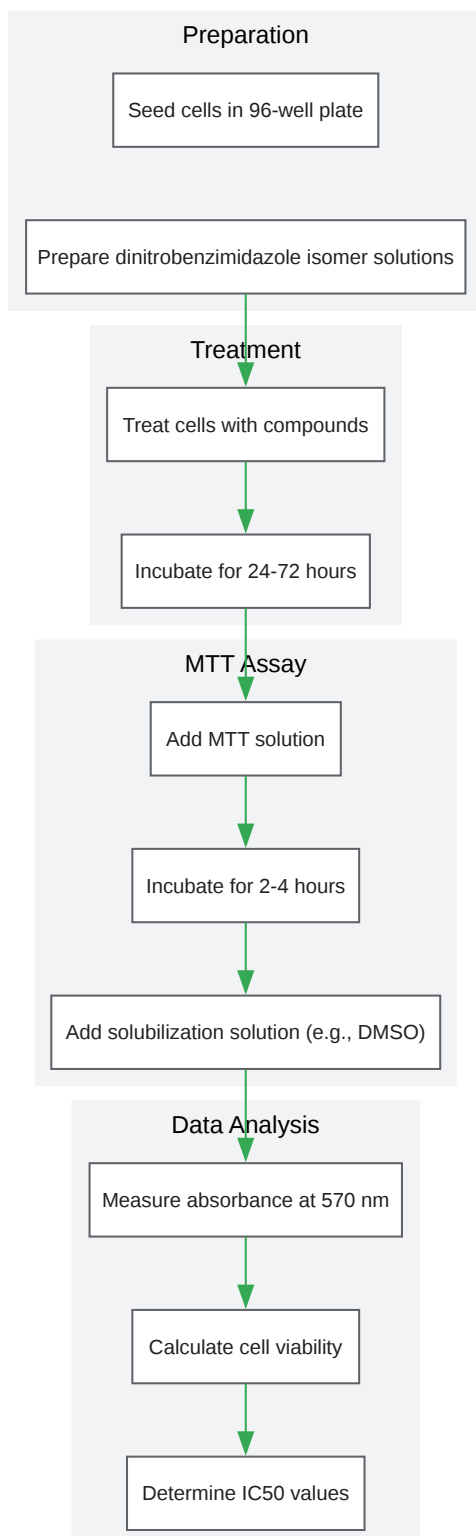 Preparation
Seed cells in 96-well plate
Prepare dinitrobenzimidazole isomer solutions
Treatment
Treat cells with compounds
Incubate for 24-72 hours
MTT Assay
Add MTT solution
Incubate for 2-4 hours
Add solubilization solution (e.g., DMSO)
Data Analysis
Measure absorbance at 570 nm
Calculate cell viability
Determine IC50 values